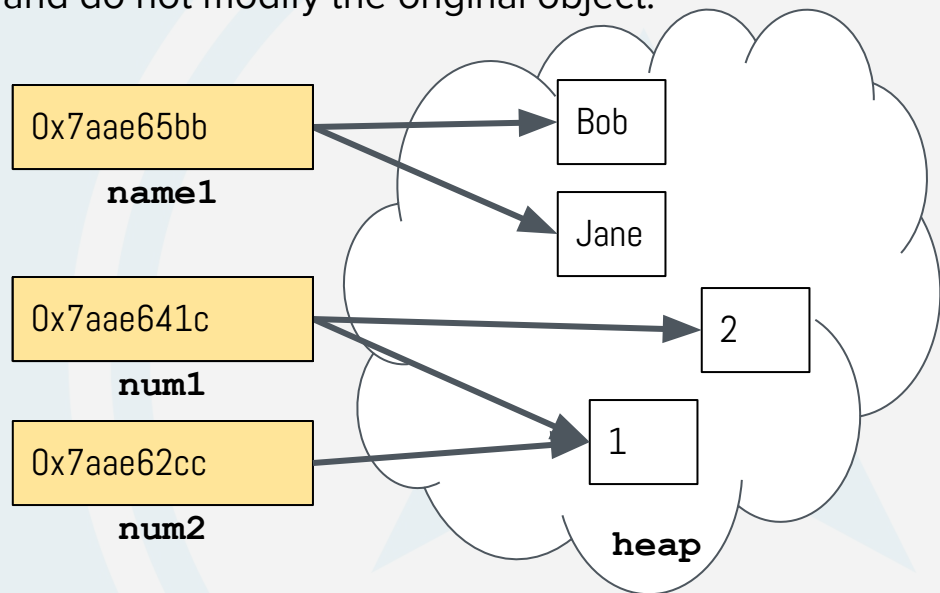 and do not modify the original object.
0x7aae65bb
name1
Bob
Jane
0x7aae641c
num1
2
0x7aae62cc
num2
1
heap